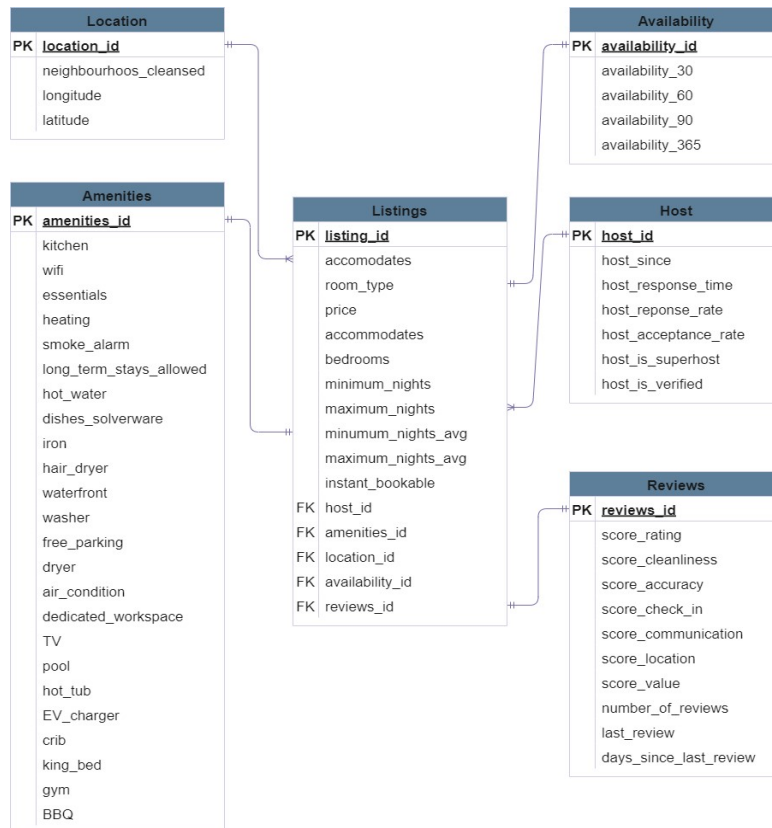 Location
PK location_id
neighbourhoos_cleansed
longitude
latitude
Amenities
PK amenities_id
kitchen
wifi
essentials
heating
smoke_alarm
long_term_stays_allowed
hot_water
dishes_solverware
iron
hair_dryer
waterfront
washer
free_parking
dryer
air_condition
dedicated_workspace
TV
pool
hot_tub
EV_charger
crib
king_bed
gym
BBQ
Listings
PK listing_id
accomodates
room_type
price
accommodates
bedrooms
minimum_nights
maximum_nights
minumum_nights_avg
maximum_nights_avg
instant_bookable
FK host_id
FK amenities_id
FK location_id
FK availability_id
FK reviews_id
Availability
PK availability_id
availability_30
availability_60
availability_90
availability_365
Host
PK host_id
host_since
host_response_time
host_reponse_rate
host_acceptance_rate
host_is_superhost
host_is_verified
Reviews
PK reviews_id
score_rating
score_cleanliness
score_accuracy
score_check_in
score_communication
score_location
score_value
number_of_reviews
last_review
days_since_last_review